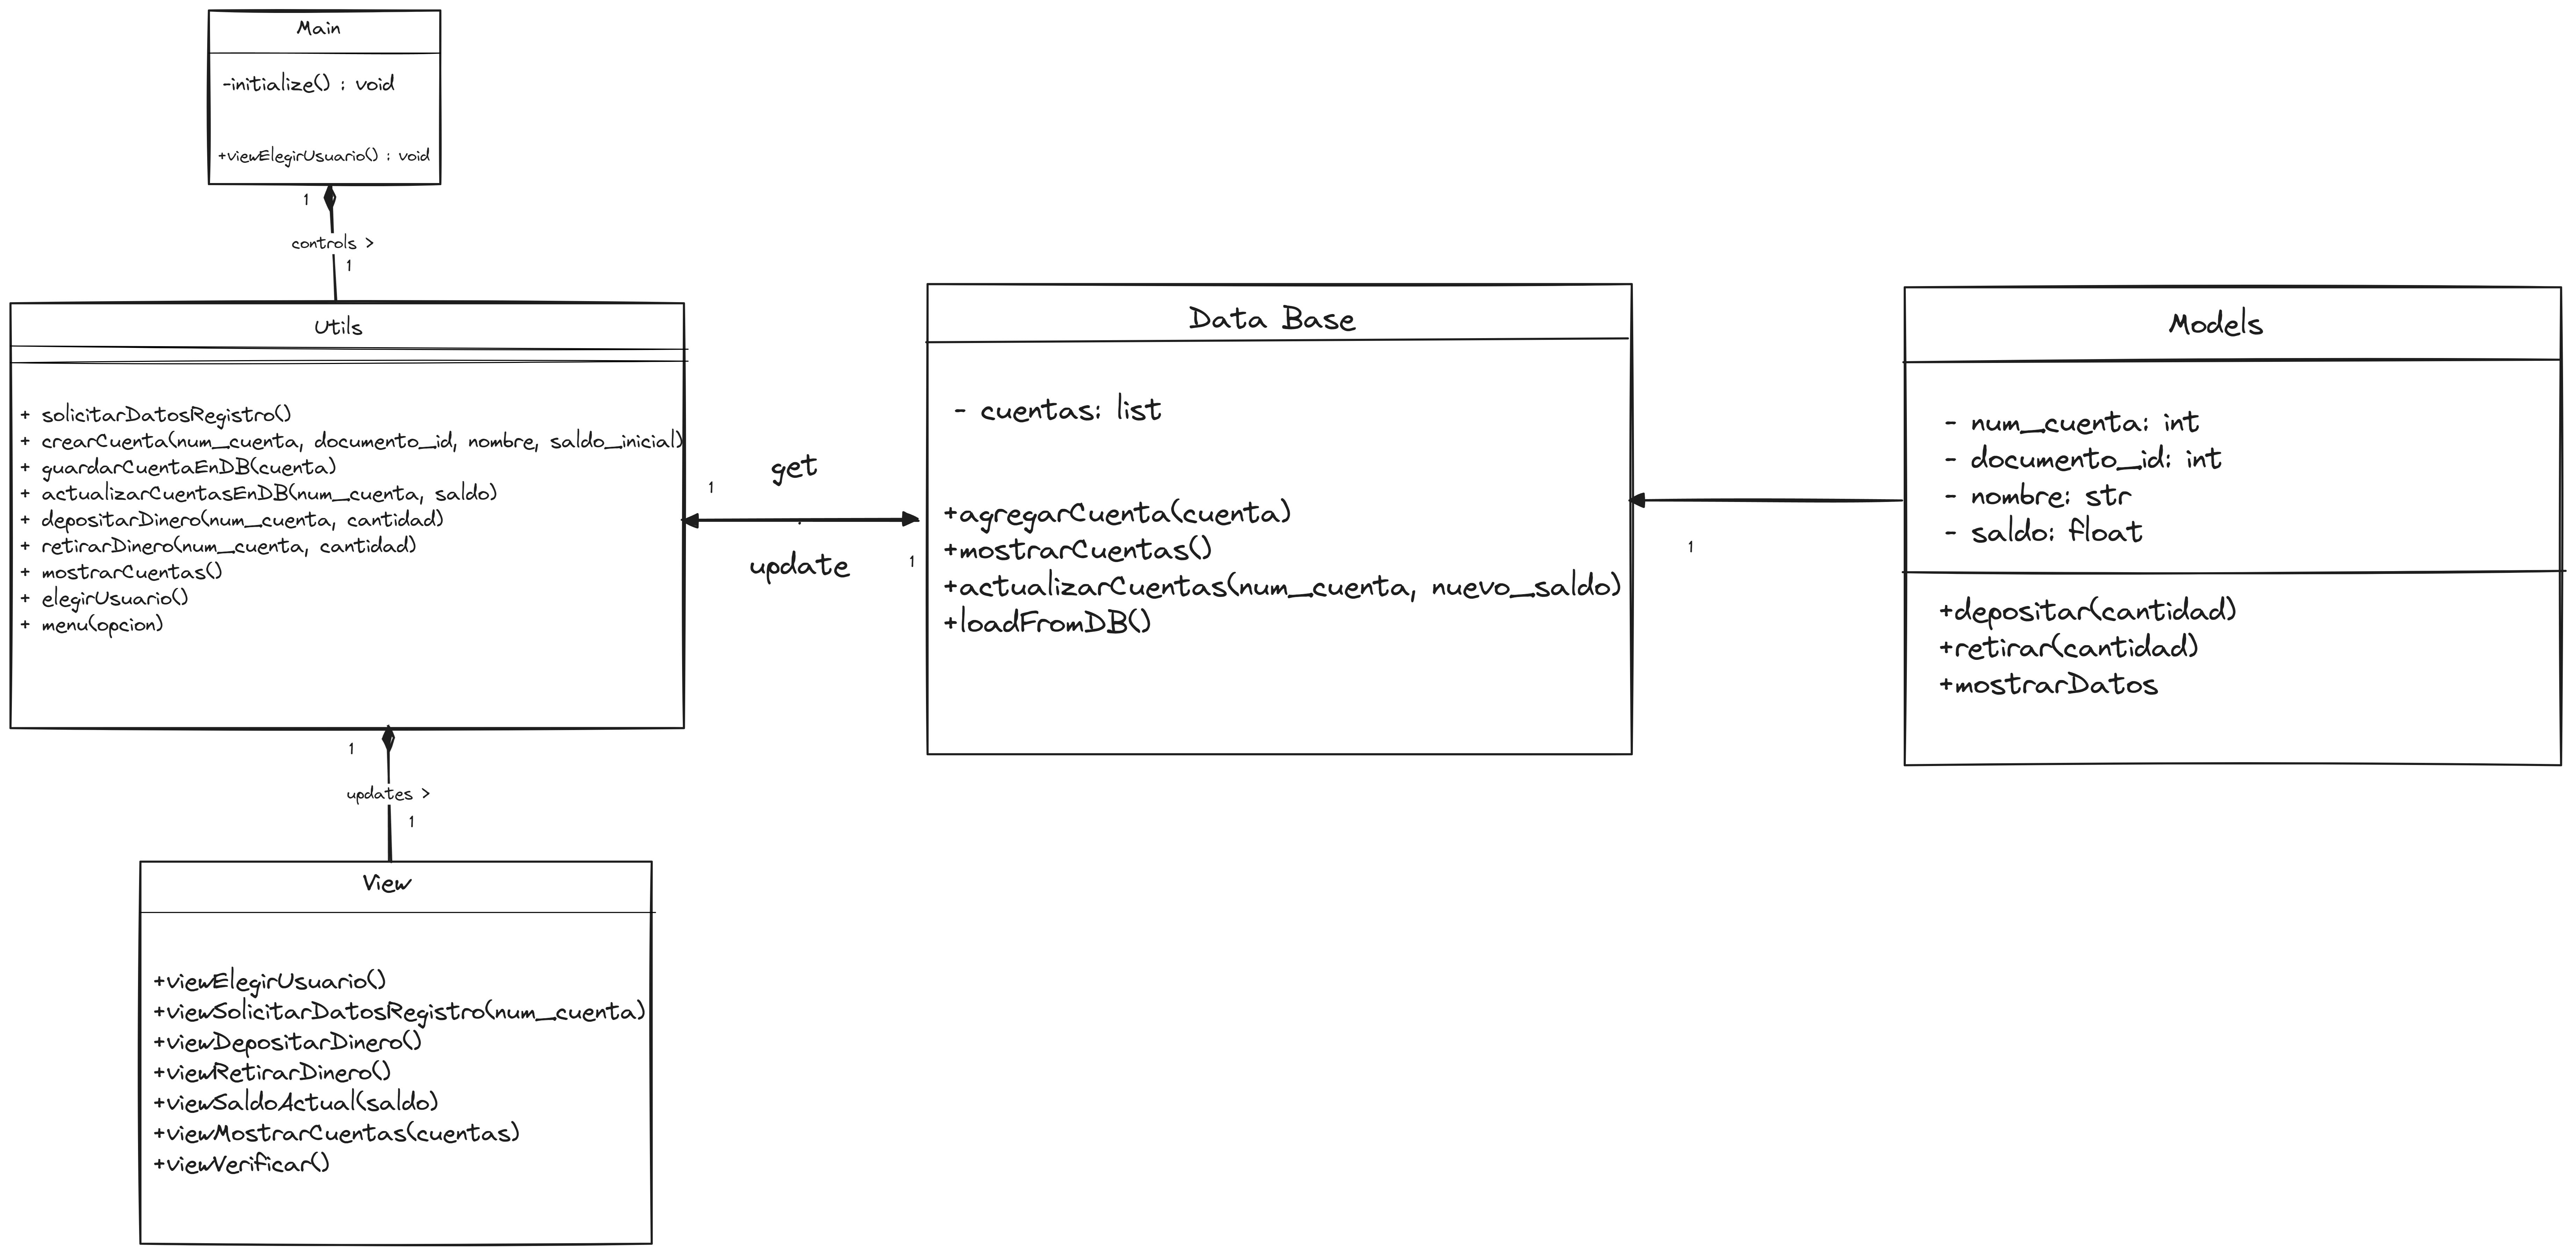 Main
-initialize() : void
+viewElegirUsuario() : void
1
controls >
1
Utils
+ solicitarDatosRegistro()
+ crearCuenta(num_cuenta, documento_id, nombre, saldo_inicial)
+ guardarCuentaEnDB(cuenta)
+ actualizarCuentasEnDB(num_cuenta, saldo)
+ depositarDinero(num_cuenta, cantidad)
+ retirarDinero(num_cuenta, cantidad)
+ mostrarCuentas()
+ elegirUsuario()
+ menu(opcion)
1
get
update
1
Data Base
- cuentas: list
+agregarCuenta(cuenta)
+mostrarCuentas()
+actualizarCuentas(num_cuenta, nuevo_saldo)
+loadFromDB()
1
Models
- num_cuenta: int
- documento_id: int
- nombre: str
- saldo: float
+depositar(cantidad)
+retirar(cantidad)
+mostrarDatos
1
updates >
1
View
+viewElegirUsuario()
+viewSolicitarDatosRegistro(num_cuenta)
+viewDepositarDinero()
+viewRetirarDinero()
+viewSaldoActual(saldo)
+viewMostrarCuentas(cuentas)
+viewVerificar()